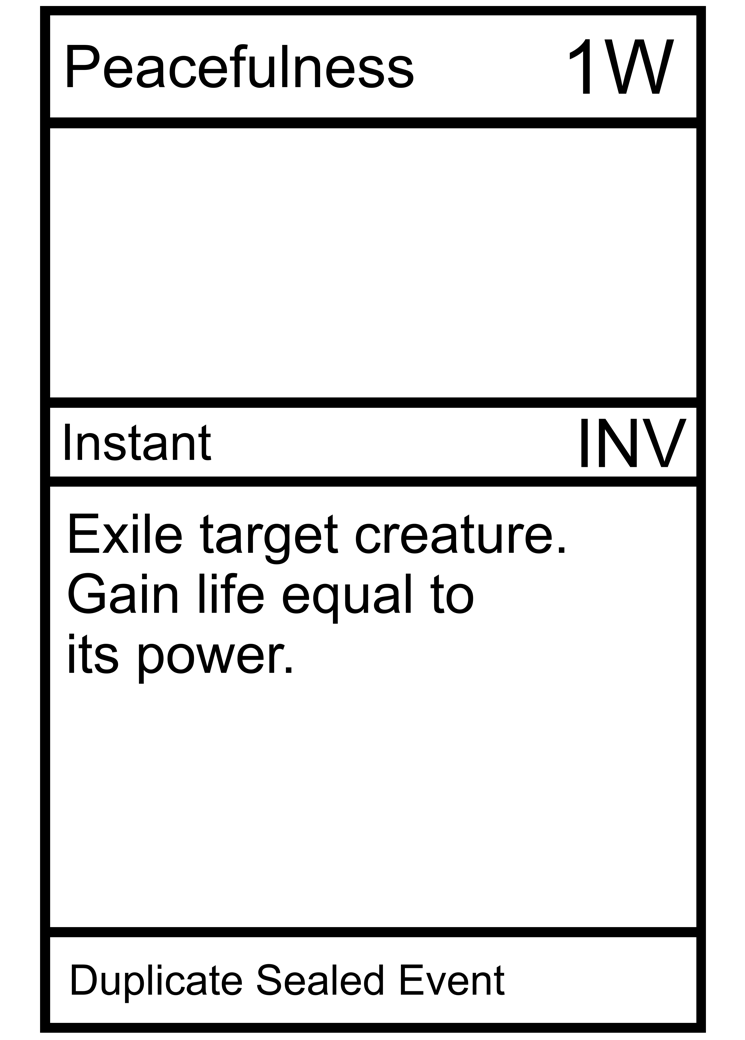 Peacefulness 1W
Instant INV
Exile target creature.
Gain life equal to
its power.
Duplicate Sealed Event